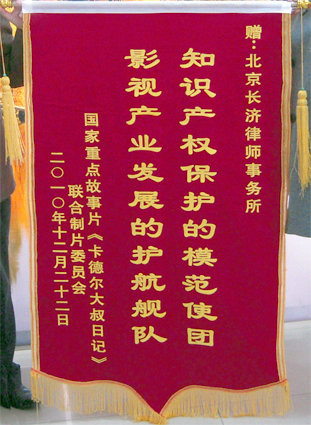 赠：北京长济律师事务所
知识产权保护的模范使团
影视产业发展的护航舰队
国家重点故事片《卡德尔大叔日记》
联合制片委员会
二〇一〇年十二月二十二日